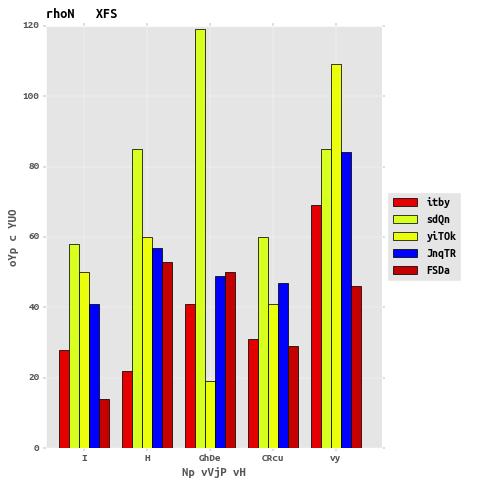 rhoN   XFS
120
100
80
60
40
20
0
oYp c YUO
I H GhDe CRcu vy
Np vVjP vH
itby
sdQn
yiTOk
JnqTR
FSDa